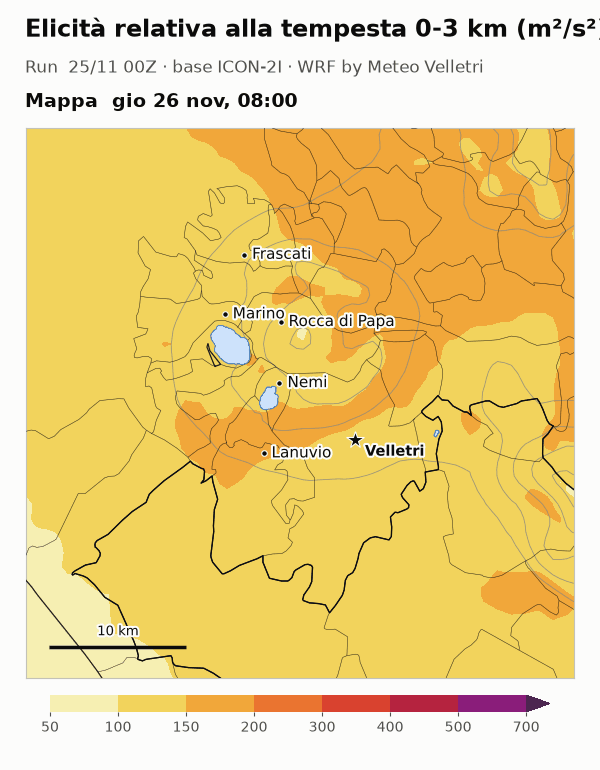 Elicità relativa alla tempesta 0-3 km (m²/s²)
Run 25/11 00Z · base ICON-2I · WRF by Meteo Velletri
Mappa gio 26 nov, 08:00
Frascati
Marino
Rocca di Papa
Nemi
Velletri
Lanuvio
10 km
50 100 150 200 300 400 500 700